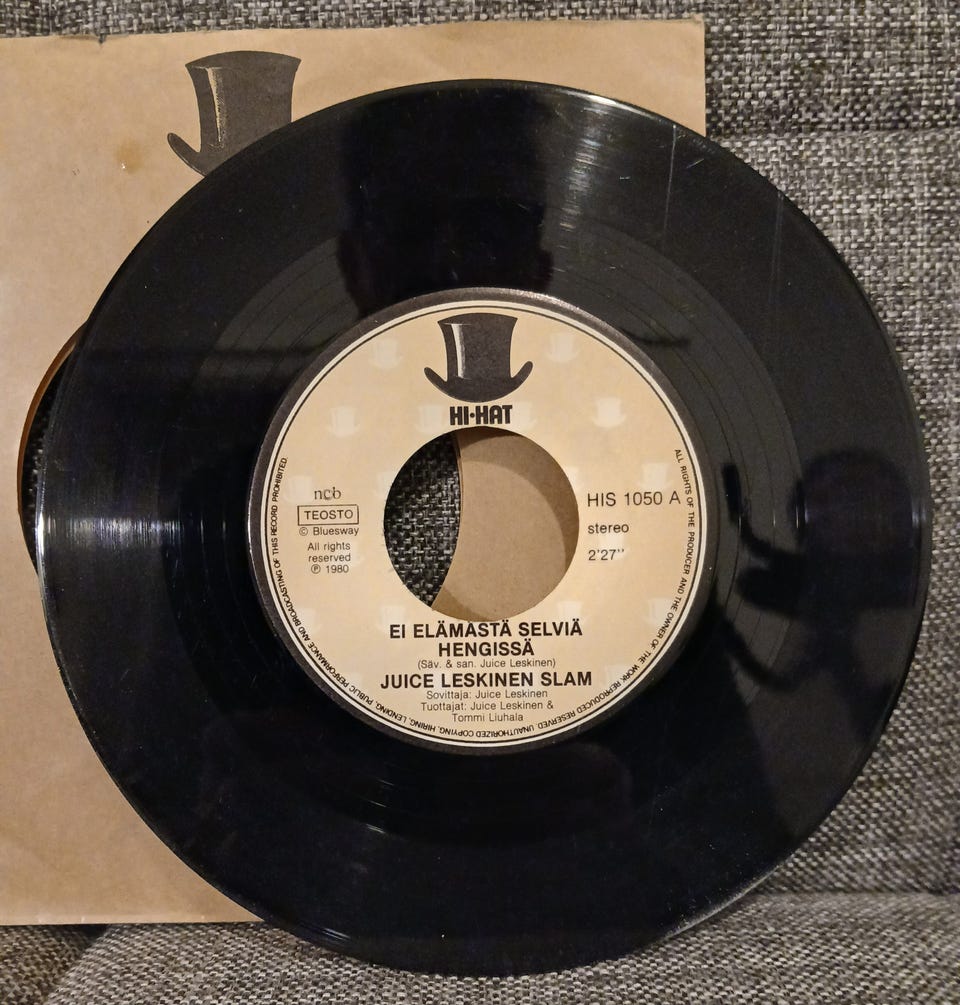 HI-HAT
ncb
TEOSTO
© Bluesway
All rights
reserved
℗ 1980
HIS 1050 A
stereo
2'27''
EI ELÄMÄSTÄ SELVIÄ
HENGISSÄ
(Säv. & san. Juice Leskinen)
JUICE LESKINEN SLAM
Sovittaja: Juice Leskinen
Tuottajat: Juice Leskinen &
Tommi Liuhala
ALL RIGHTS OF THE PRODUCER AND THE OWNER OF THE WORK REPRODUCED RESERVED. UNAUTHORIZED COPYING, HIRING, LENDING, PUBLIC PERFORMANCE AND BROADCASTING OF THIS RECORD PROHIBITED.